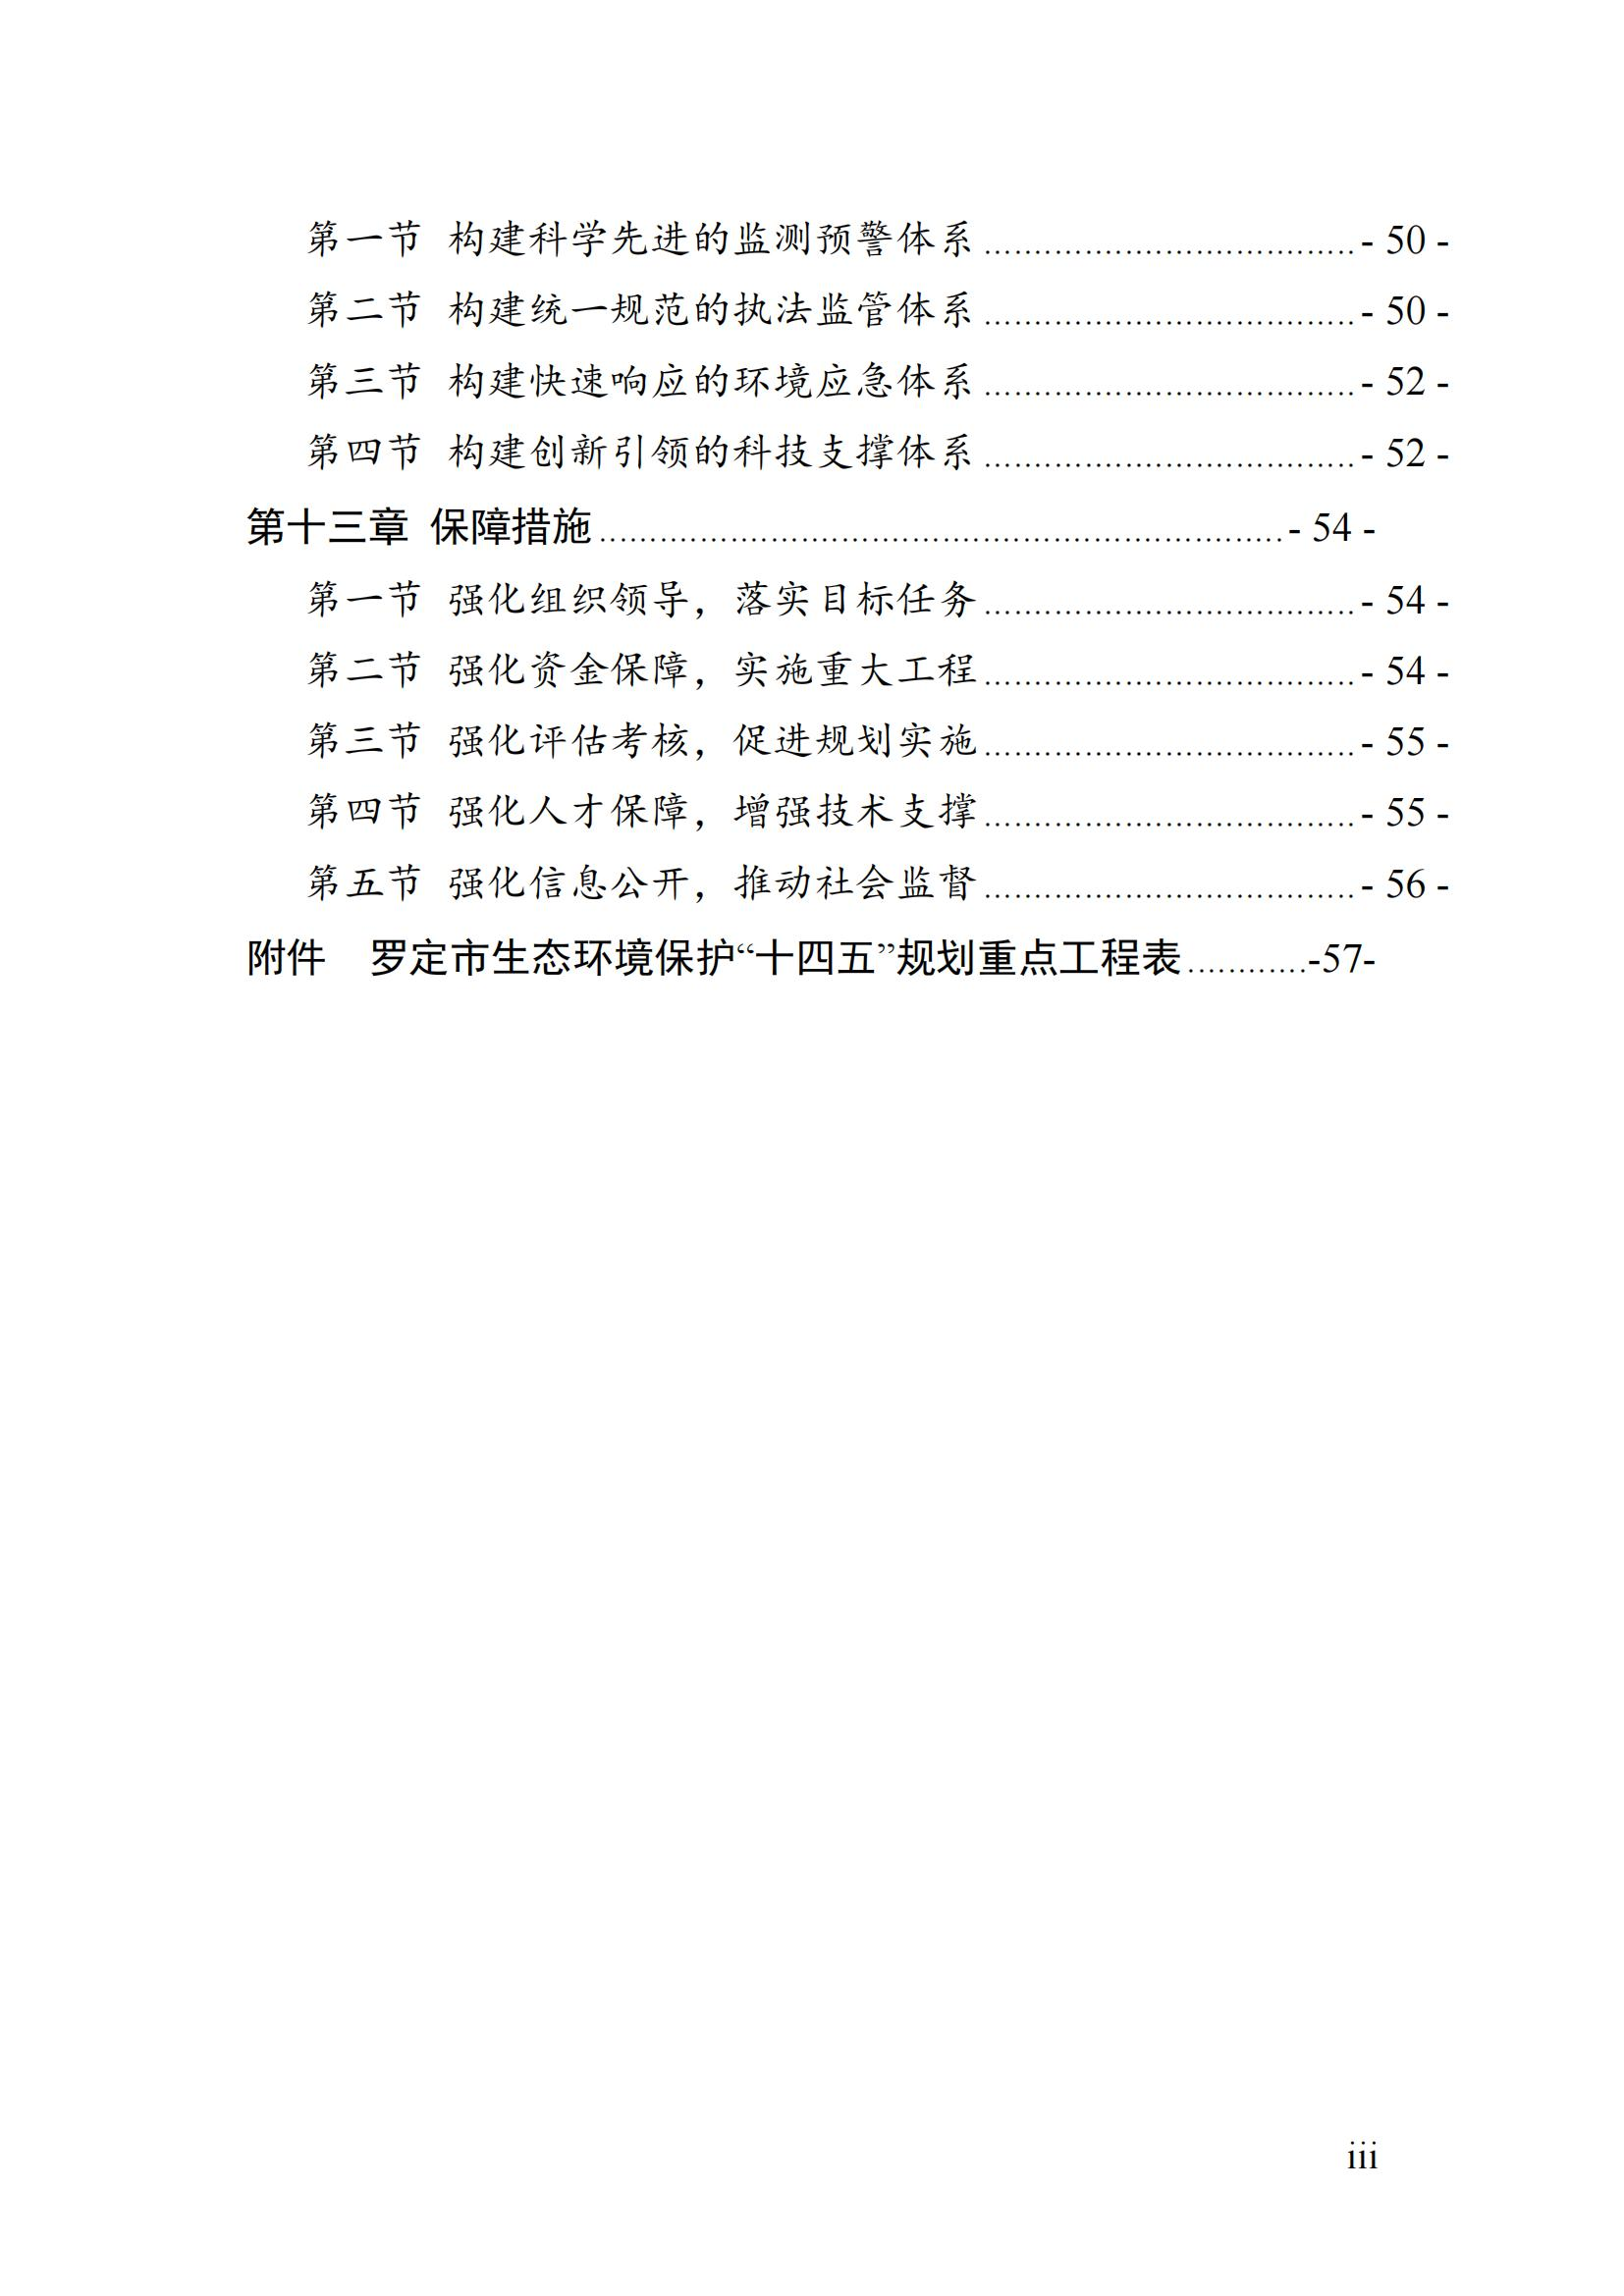 第一节 构建科学先进的监测预警体系....................................- 50 -
第二节 构建统一规范的执法监管体系....................................- 50 -
第三节 构建快速响应的环境应急体系....................................- 52 -
第四节 构建创新引领的科技支撑体系....................................- 52 -
第十三章 保障措施....................................................................- 54 -
第一节 强化组织领导，落实目标任务....................................- 54 -
第二节 强化资金保障，实施重大工程....................................- 54 -
第三节 强化评估考核，促进规划实施....................................- 55 -
第四节 强化人才保障，增强技术支撑....................................- 55 -
第五节 强化信息公开，推动社会监督....................................- 56 -
附件 罗定市生态环境保护“十四五”规划重点工程表............-57-
iii